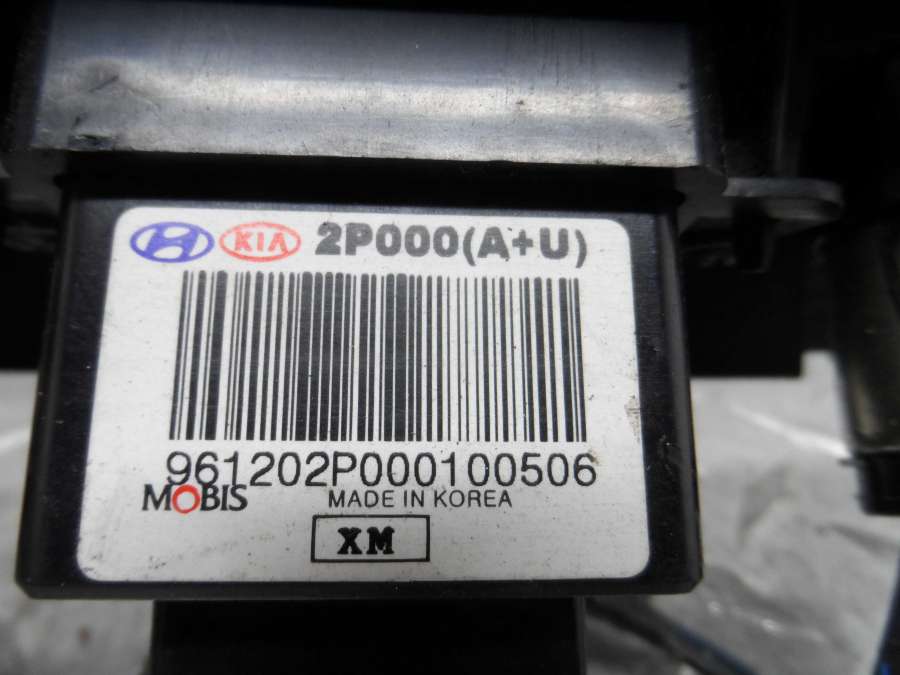 KIA 2P000(A+U)
961202P000100506
MOBIS MADE IN KOREA
XM